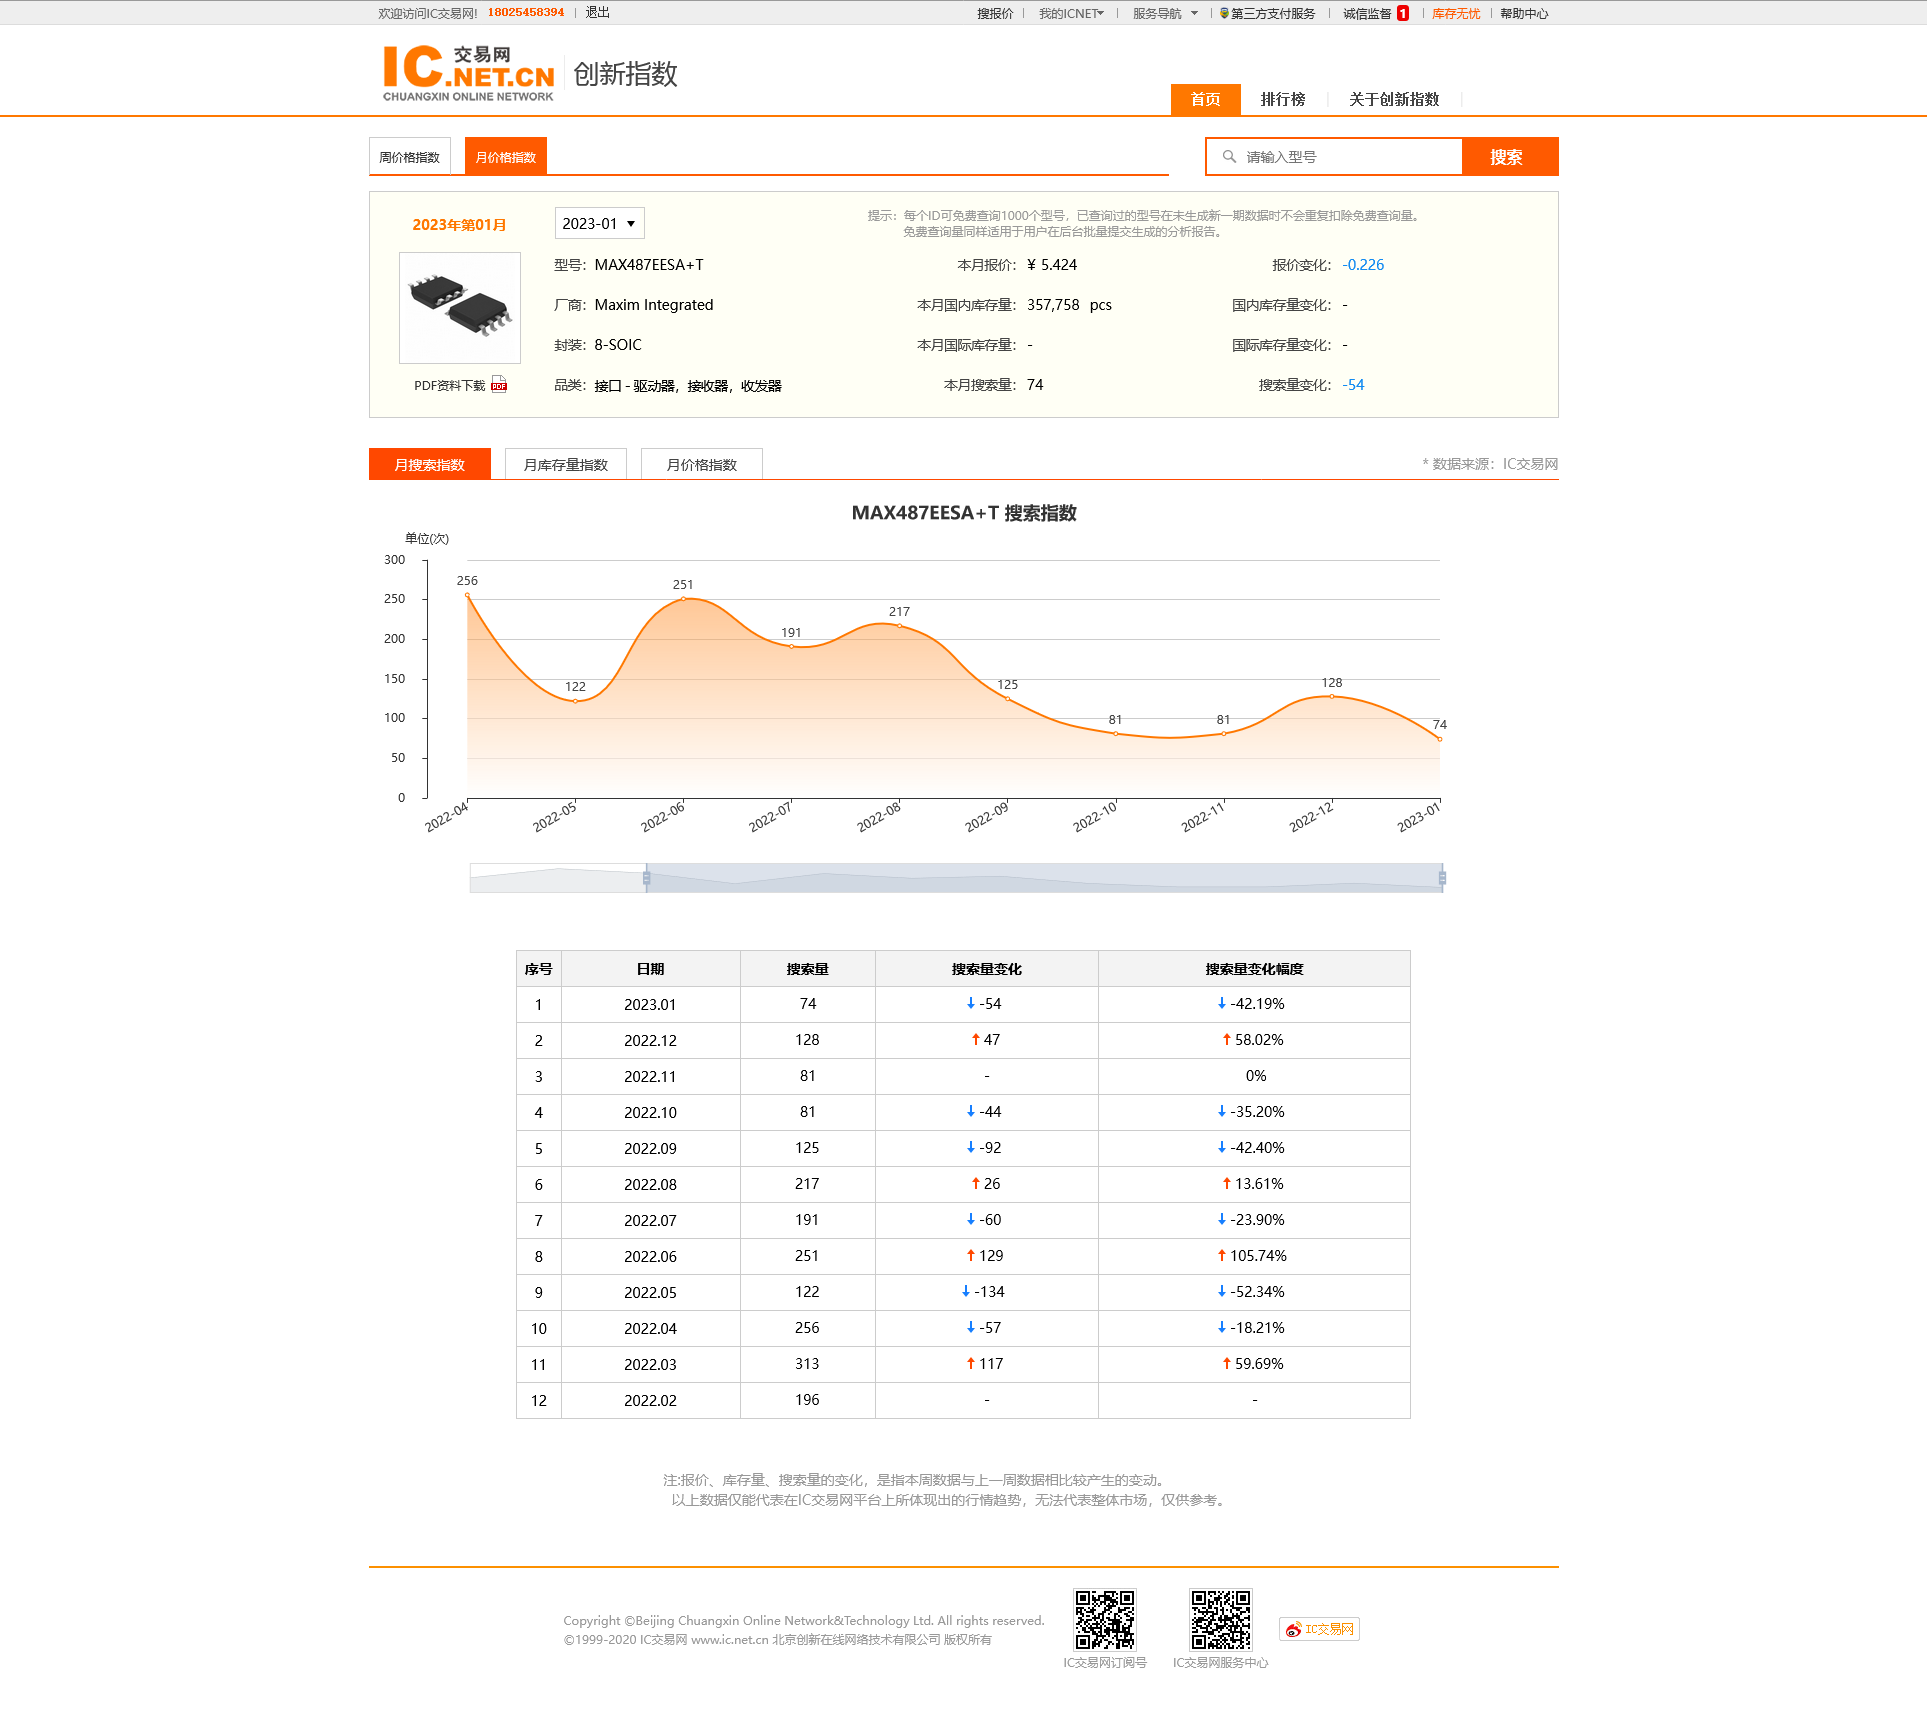 欢迎访问IC交易网! 18025458394 退出 搜报价 我的ICNET 服务导航 第三方支付服务 诚信监督 1 库存无忧 帮助中心
IC交易网.NET.CN 创新指数
CHUANGXIN ONLINE NETWORK
首页 排行榜 关于创新指数
周价格指数 月价格指数 请输入型号 搜索
2023年第01月 2023-01 提示：每个ID可免费查询1000个型号，已查询过的型号在未生成新一期数据时不会重复扣除免费查询量。
免费查询量同样适用于用户在后台批量提交生成的分析报告。
型号：MAX487EESA+T 本月报价：¥ 5.424 报价变化：-0.226
厂商：Maxim Integrated 本月国内库存量：357,758 pcs 国内库存量变化：-
封装：8-SOIC 本月国际库存量：- 国际库存量变化：-
PDF资料下载 PDF 品类：接口 - 驱动器，接收器，收发器 本月搜索量：74 搜索量变化：-54
月搜索指数 月库存量指数 月价格指数 * 数据来源：IC交易网
MAX487EESA+T 搜索指数
单位(次)
300
256 251
250
217
200 191
150 122 125 128
100 81 81 74
50
0
2022-04 2022-05 2022-06 2022-07 2022-08 2022-09 2022-10 2022-11 2022-12 2023-01
序号 日期 搜索量 搜索量变化 搜索量变化幅度
1 2023.01 74 ↓ -54 ↓ -42.19%
2 2022.12 128 ↑ 47 ↑ 58.02%
3 2022.11 81 - 0%
4 2022.10 81 ↓ -44 ↓ -35.20%
5 2022.09 125 ↓ -92 ↓ -42.40%
6 2022.08 217 ↑ 26 ↑ 13.61%
7 2022.07 191 ↓ -60 ↓ -23.90%
8 2022.06 251 ↑ 129 ↑ 105.74%
9 2022.05 122 ↓ -134 ↓ -52.34%
10 2022.04 256 ↓ -57 ↓ -18.21%
11 2022.03 313 ↑ 117 ↑ 59.69%
12 2022.02 196 - -
注:报价、库存量、搜索量的变化，是指本周数据与上一周数据相比较产生的变动。
以上数据仅能代表在IC交易网平台上所体现出的行情趋势，无法代表整体市场，仅供参考。
Copyright ©Beijing Chuangxin Online Network&Technology Ltd. All rights reserved.
©1999-2020 IC交易网 www.ic.net.cn 北京创新在线网络技术有限公司 版权所有
IC交易网
IC交易网订阅号 IC交易网服务中心